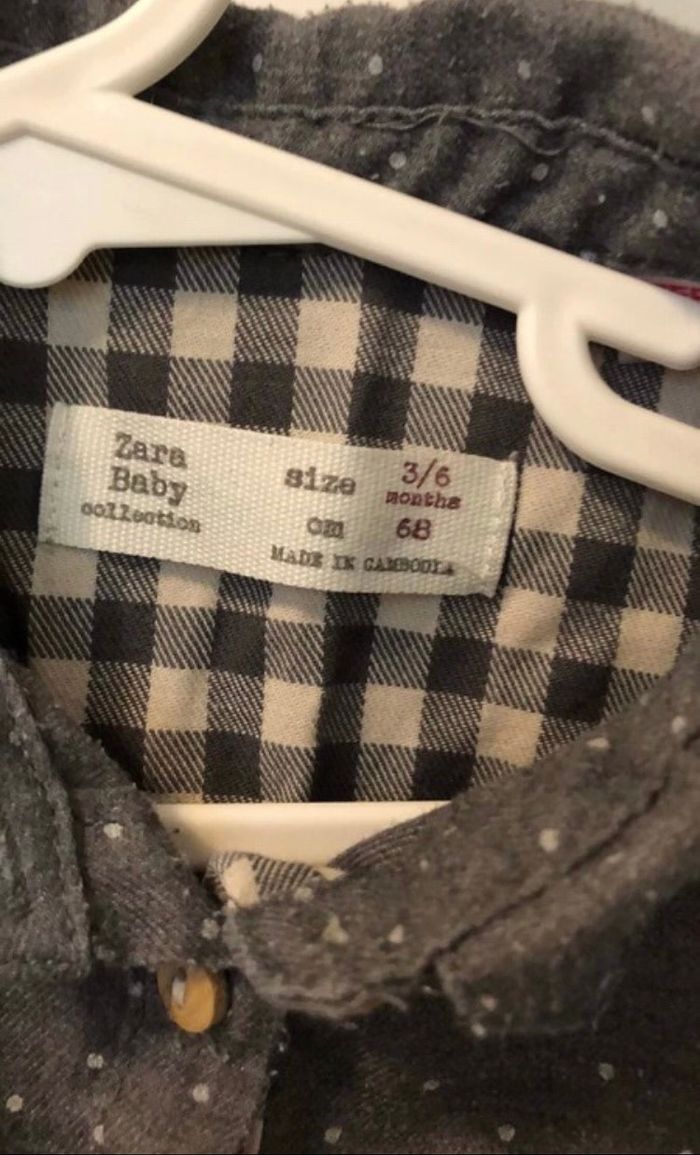 Zara
Baby
collection
size 3/6
months
cm 68
MADE IN CAMBODIA